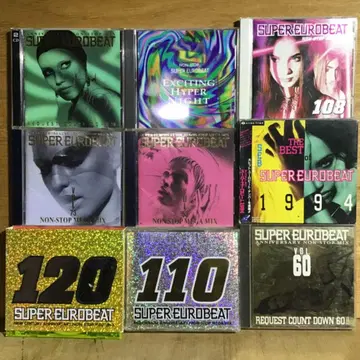 SUPER EUROBEAT
NON-STOP
SUPER EUROBEAT
EXCITING
HYPER
NIGHT
SUPER EUROBEAT
108
SUPER EUROBEAT
NON-STOP MEGA MIX
SUPER EUROBEAT
NON-STOP MEGA MIX
THE
BEST
of
SUPER EUROBEAT
1994
120
SUPER EUROBEAT
110
SUPER EUROBEAT
SUPER EUROBEAT
ANNIVERSARY NON-STOP MIX
VOL
60
REQUEST COUNT DOWN 60!!